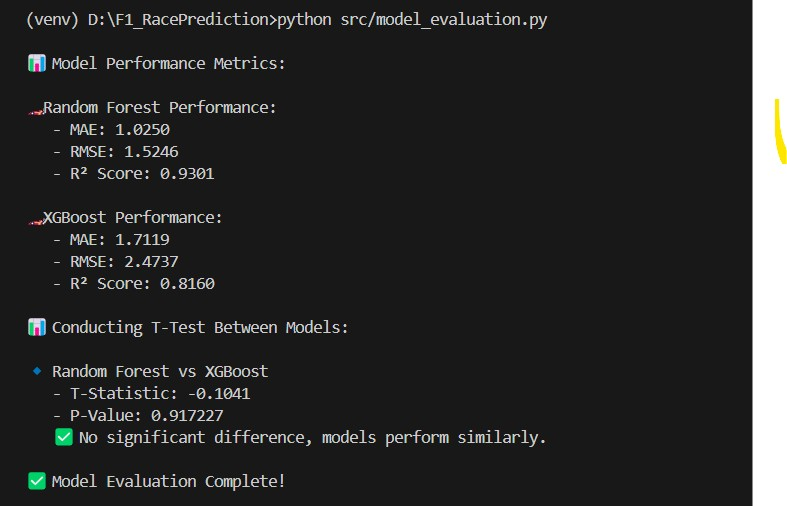 (venv) D:\F1_RacePrediction>python src/model_evaluation.py
📊 Model Performance Metrics:
🏎️Random Forest Performance:
- MAE: 1.0250
- RMSE: 1.5246
- R² Score: 0.9301
🏎️XGBoost Performance:
- MAE: 1.7119
- RMSE: 2.4737
- R² Score: 0.8160
📊 Conducting T-Test Between Models:
🔹 Random Forest vs XGBoost
- T-Statistic: -0.1041
- P-Value: 0.917227
✅ No significant difference, models perform similarly.
✅ Model Evaluation Complete!